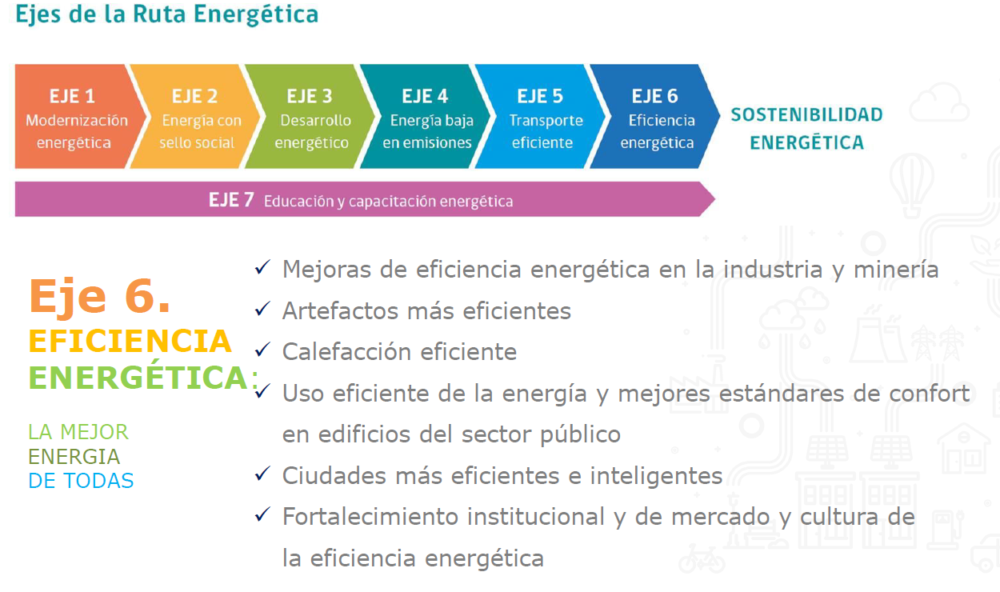 Ejes de la Ruta Energética
EJE 1
Modernización
energética
EJE 2
Energía con
sello social
EJE 3
Desarrollo
energético
EJE 4
Energía baja
en emisiones
EJE 5
Transporte
eficiente
EJE 6
Eficiencia
energética
SOSTENIBILIDAD
ENERGÉTICA
EJE 7 Educación y capacitación energética
Eje 6.
EFICIENCIA
ENERGÉTICA:
LA MEJOR
ENERGIA
DE TODAS
✓ Mejoras de eficiencia energética en la industria y minería
✓ Artefactos más eficientes
✓ Calefacción eficiente
✓ Uso eficiente de la energía y mejores estándares de confort
en edificios del sector público
✓ Ciudades más eficientes e inteligentes
✓ Fortalecimiento institucional y de mercado y cultura de
la eficiencia energética